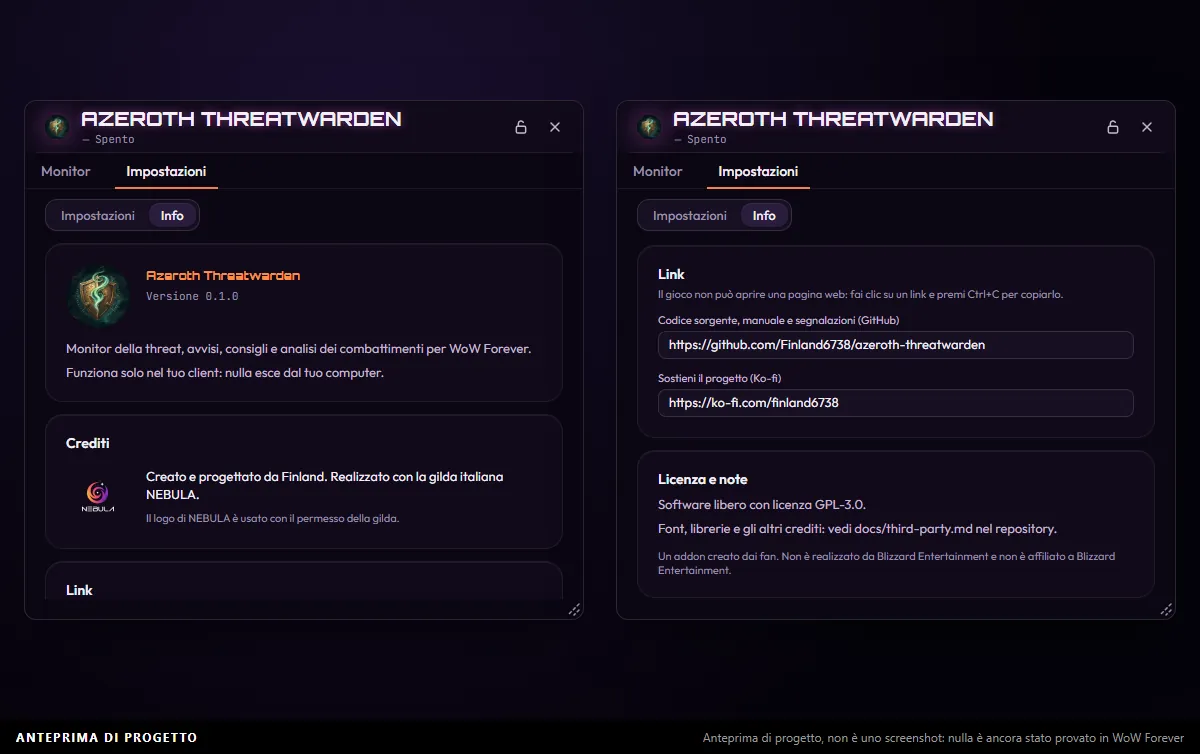 AZEROTH THREATWARDEN
– Spento
Monitor
Impostazioni
Impostazioni
Info
Azeroth Threatwarden
Versione 0.1.0
Monitor della threat, avvisi, consigli e analisi dei combattimenti per WoW Forever.
Funziona solo nel tuo client: nulla esce dal tuo computer.
Crediti
NEBULA
Creato e progettato da Finland. Realizzato con la gilda italiana
NEBULA.
Il logo di NEBULA è usato con il permesso della gilda.
Link
AZEROTH THREATWARDEN
– Spento
Monitor
Impostazioni
Impostazioni
Info
Link
Il gioco non può aprire una pagina web: fai clic su un link e premi Ctrl+C per copiarlo.
Codice sorgente, manuale e segnalazioni (GitHub)
https://github.com/Finland6738/azeroth-threatwarden
Sostieni il progetto (Ko-fi)
https://ko-fi.com/finland6738
Licenza e note
Software libero con licenza GPL-3.0.
Font, librerie e gli altri crediti: vedi docs/third-party.md nel repository.
Un addon creato dai fan. Non è realizzato da Blizzard Entertainment e non è affiliato a Blizzard
Entertainment.
ANTEPRIMA DI PROGETTO
Anteprima di progetto, non è uno screenshot: nulla è ancora stato provato in WoW Forever